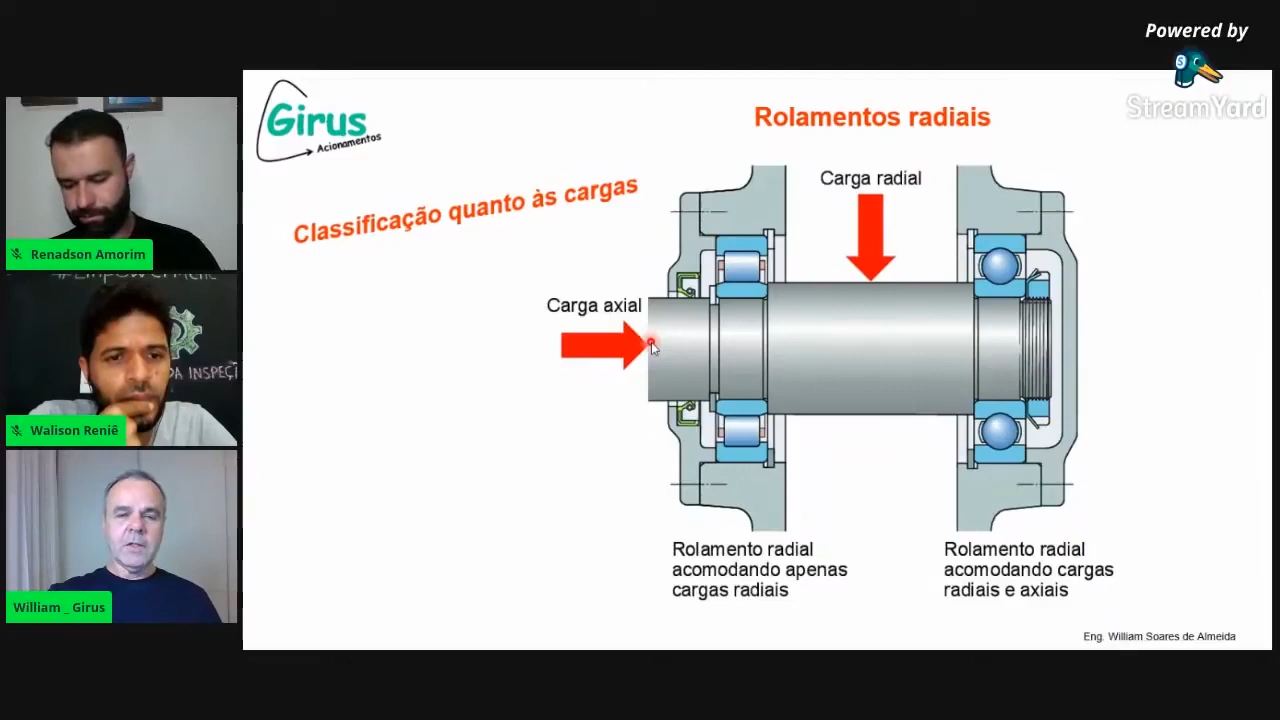 Powered by
StreamYard
Girus
Acionamentos
Rolamentos radiais
Classificação quanto às cargas
Carga radial
Carga axial
Rolamento radial
acomodando apenas
cargas radiais
Rolamento radial
acomodando cargas
radiais e axiais
Eng. William Soares de Almeida
Renadson Amorim
DA INSPEÇÃ
Walison Reniê
William _ Girus